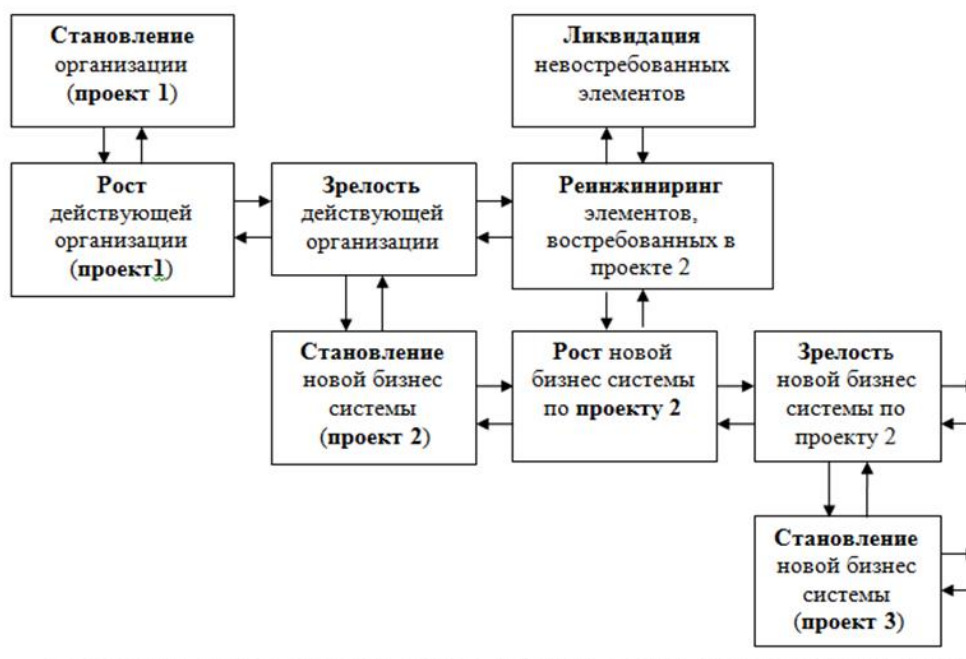 Становление
организации
(проект 1)
Ликвидация
невостребованных
элементов
Рост
действующей
организации
(проект1)
Зрелость
действующей
организации
Реинжиниринг
элементов,
востребованных в
проекте 2
Становление
новой бизнес
системы
(проект 2)
Рост новой
бизнес системы
по проекту 2
Зрелость
новой бизнес
системы по
проекту 2
Становление
новой бизнес
системы
(проект 3)